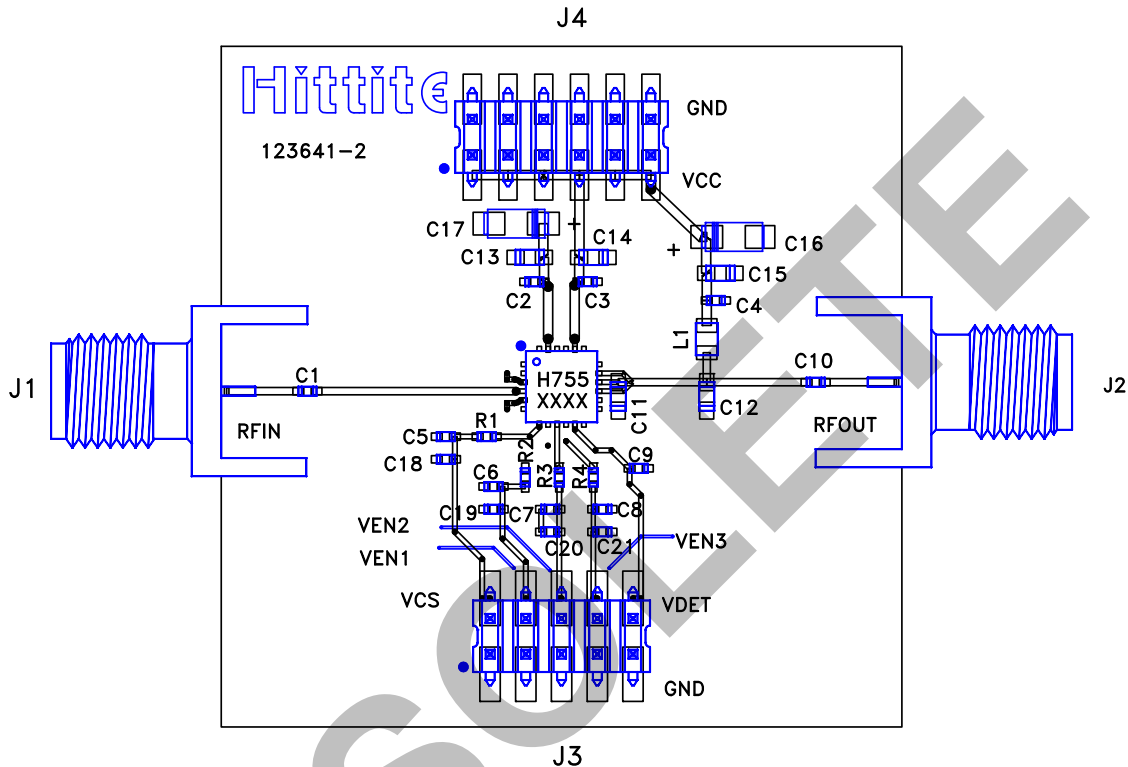 J4
Hittite
GND
123641-2
VCC
C17
+
C14
C13
+
C16
C15
C2
C3
C4
L1
J1
C1
H755
XXXX
C10
J2
C11
C12
RFIN
RFOUT
C5
R1
R2
C18
C9
C6
R3
R4
C19
C7
C8
VEN2
C20
C21
VEN3
VEN1
VCS
VDET
GND
J3
SOLETE